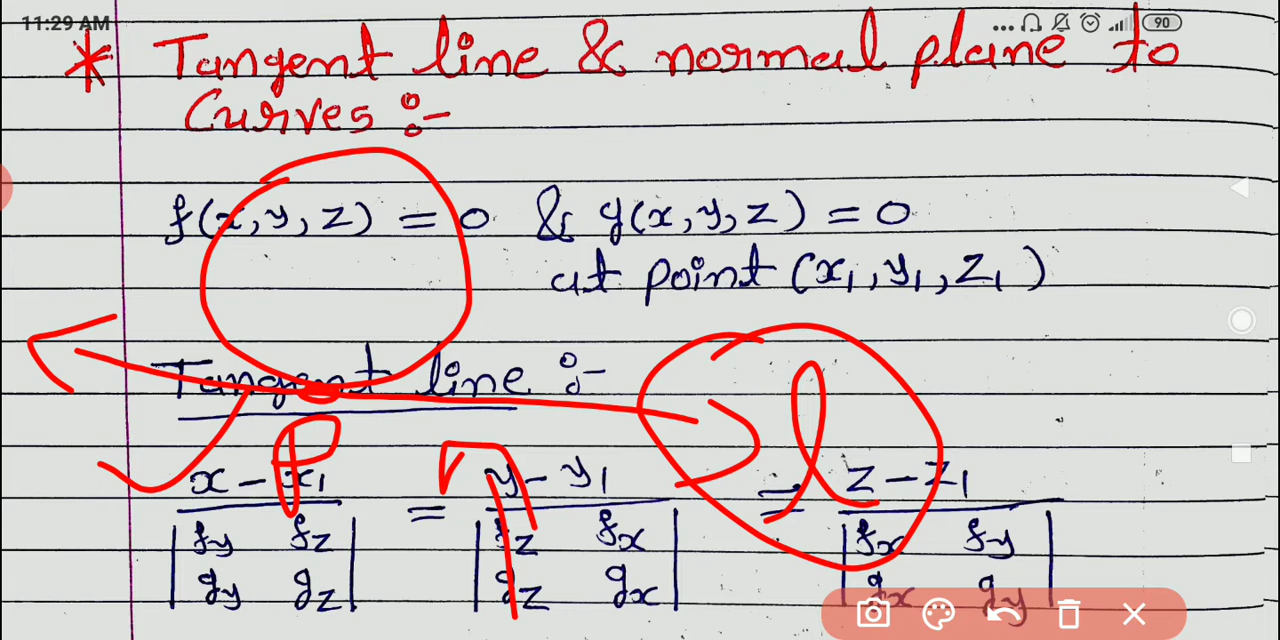 11:29 AM ... 90
* Tangent line & normal plane to
Curves :-
f(x, y, z) = 0 & g(x, y, z) = 0
at point (x₁, y₁, z₁)
Tangent line :-
x - x₁ / |fy fz| = y - y₁ / |fz fx| = z - z₁ / |fx fy|
|gy gz| |gz gx| |gx gy|